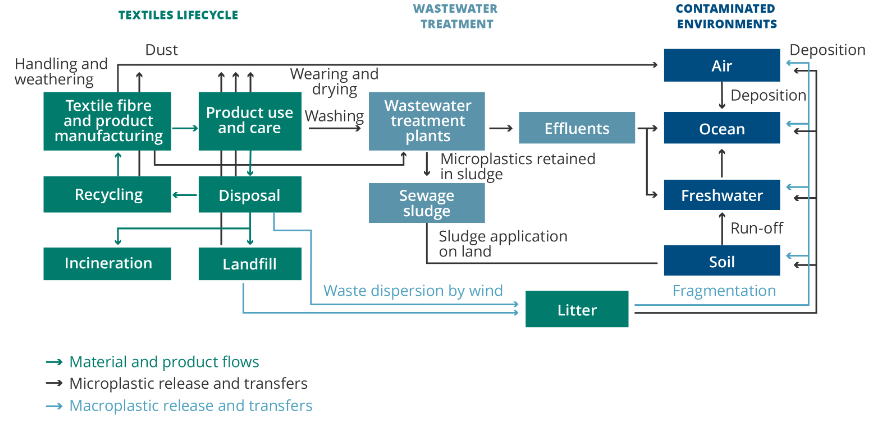 TEXTILES LIFECYCLE
WASTEWATER
TREATMENT
CONTAMINATED
ENVIRONMENTS
Handling and
weathering
Dust
Wearing and
drying
Washing
Deposition
Air
Deposition
Textile fibre
and product
manufacturing
Product use
and care
Wastewater
treatment
plants
Effluents
Ocean
Microplastics retained
in sludge
Recycling
Disposal
Sewage
sludge
Freshwater
Run-off
Sludge application
on land
Incineration
Landfill
Soil
Waste dispersion by wind
Litter
Fragmentation
Material and product flows
Microplastic release and transfers
Macroplastic release and transfers